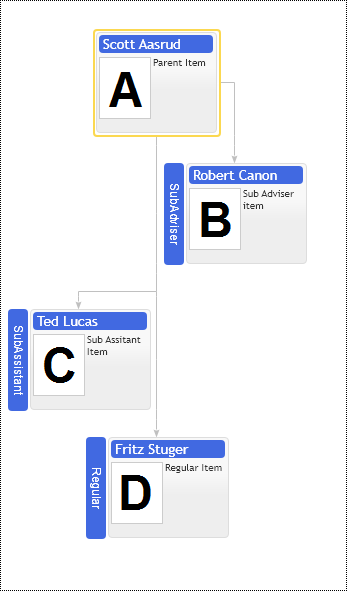 Scott Aasrud
A
Parent Item
SubAdviser
Robert Canon
B
Sub Adviser
item
SubAssistant
Ted Lucas
C
Sub Assitant
Item
Regular
Fritz Stuger
D
Regular Item